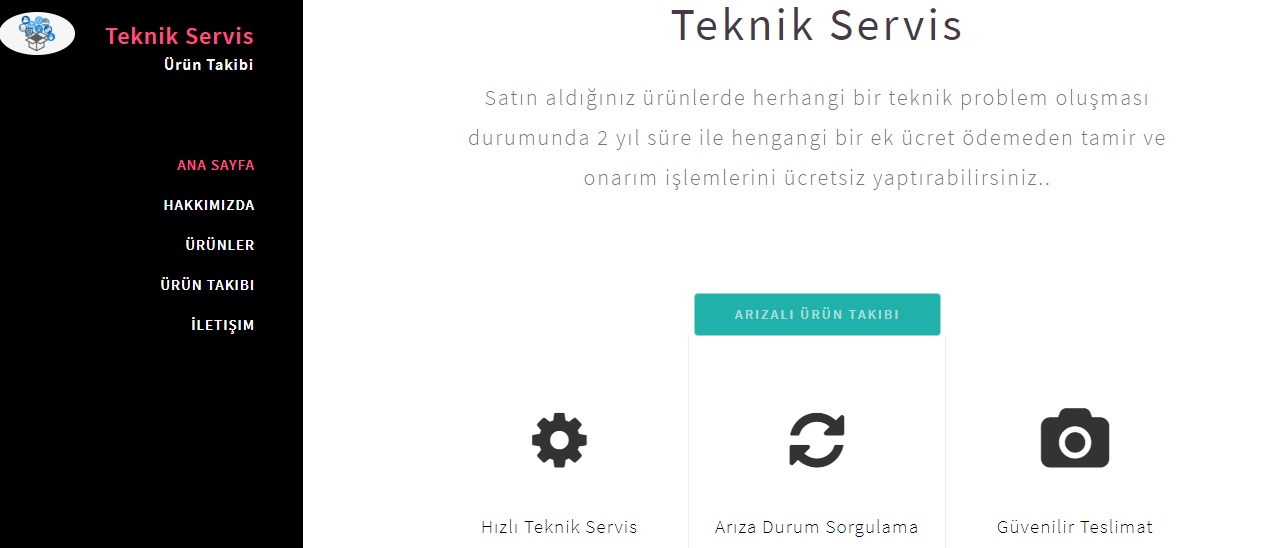 Teknik Servis
Ürün Takibi
ANA SAYFA
HAKKIMIZDA
ÜRÜNLER
ÜRÜN TAKIBI
İLETIŞIM
Teknik Servis
Satın aldığınız ürünlerde herhangi bir teknik problem oluşması
durumunda 2 yıl süre ile hengangi bir ek ücret ödemeden tamir ve
onarım işlemlerini ücretsiz yaptırabilirsiniz..
ARIZALI ÜRÜN TAKIBI
Hızlı Teknik Servis
Arıza Durum Sorgulama
Güvenilir Teslimat